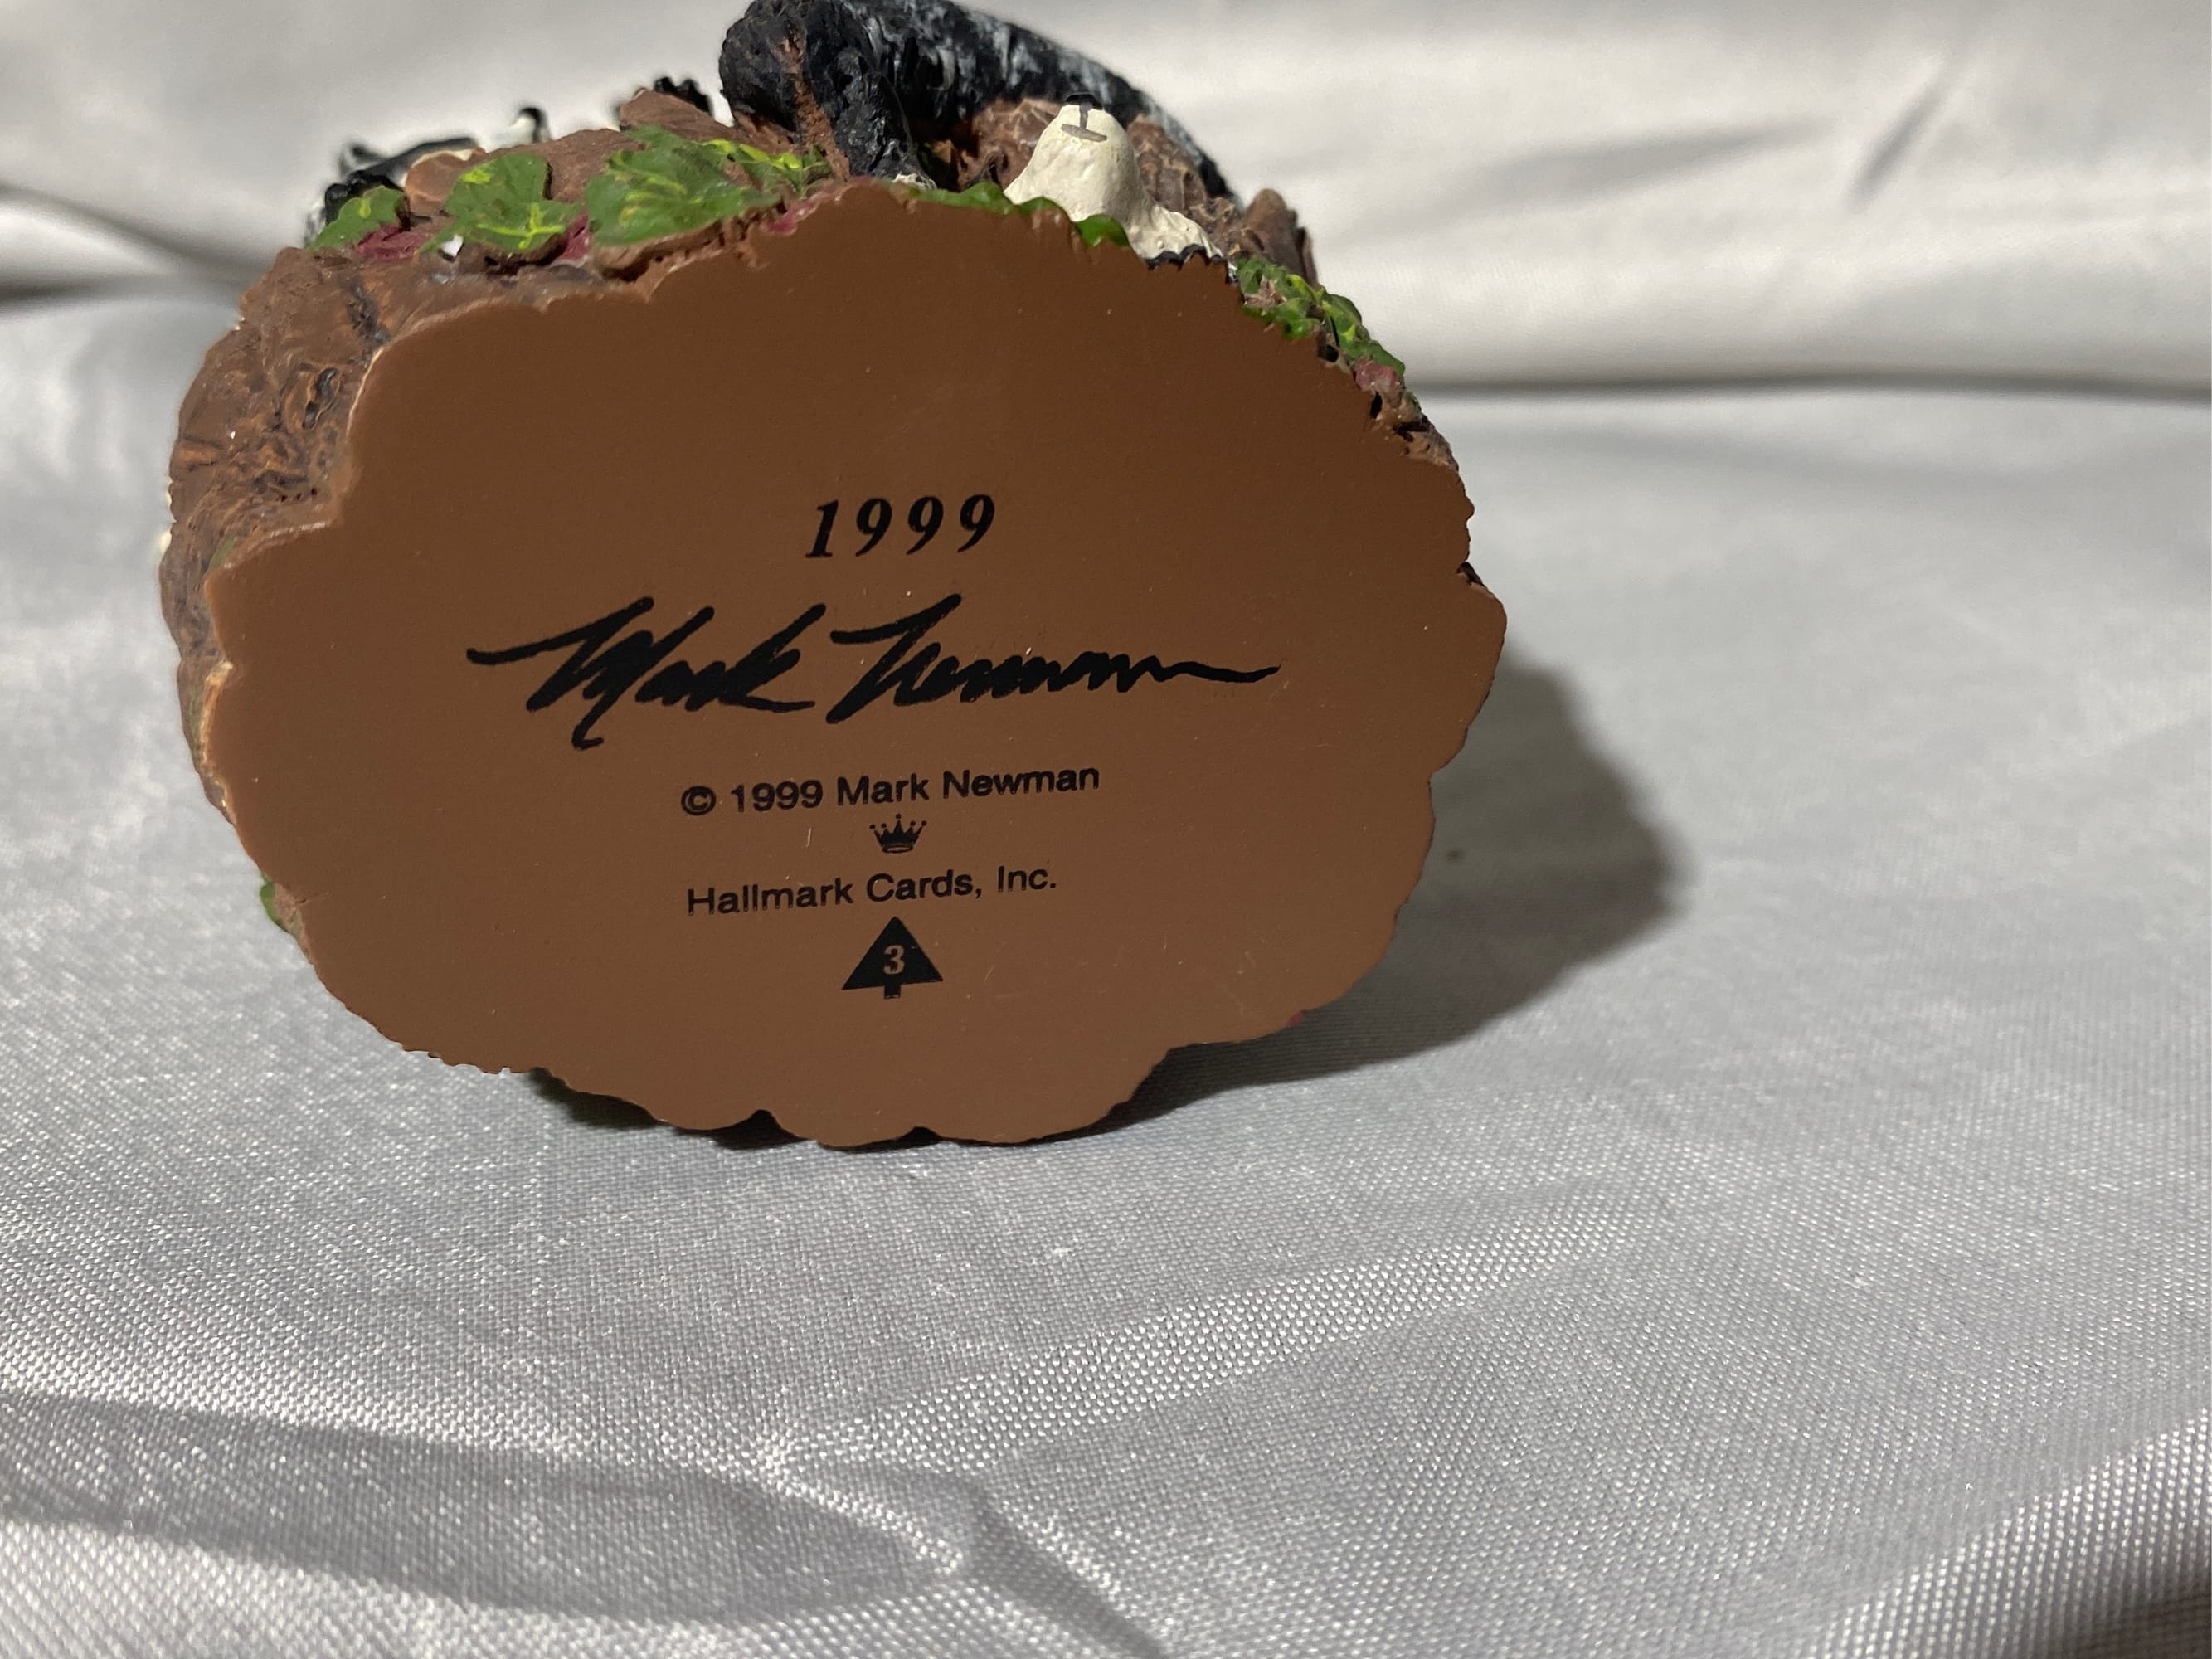 1999
Mark Newman
© 1999 Mark Newman
Hallmark Cards, Inc.
3